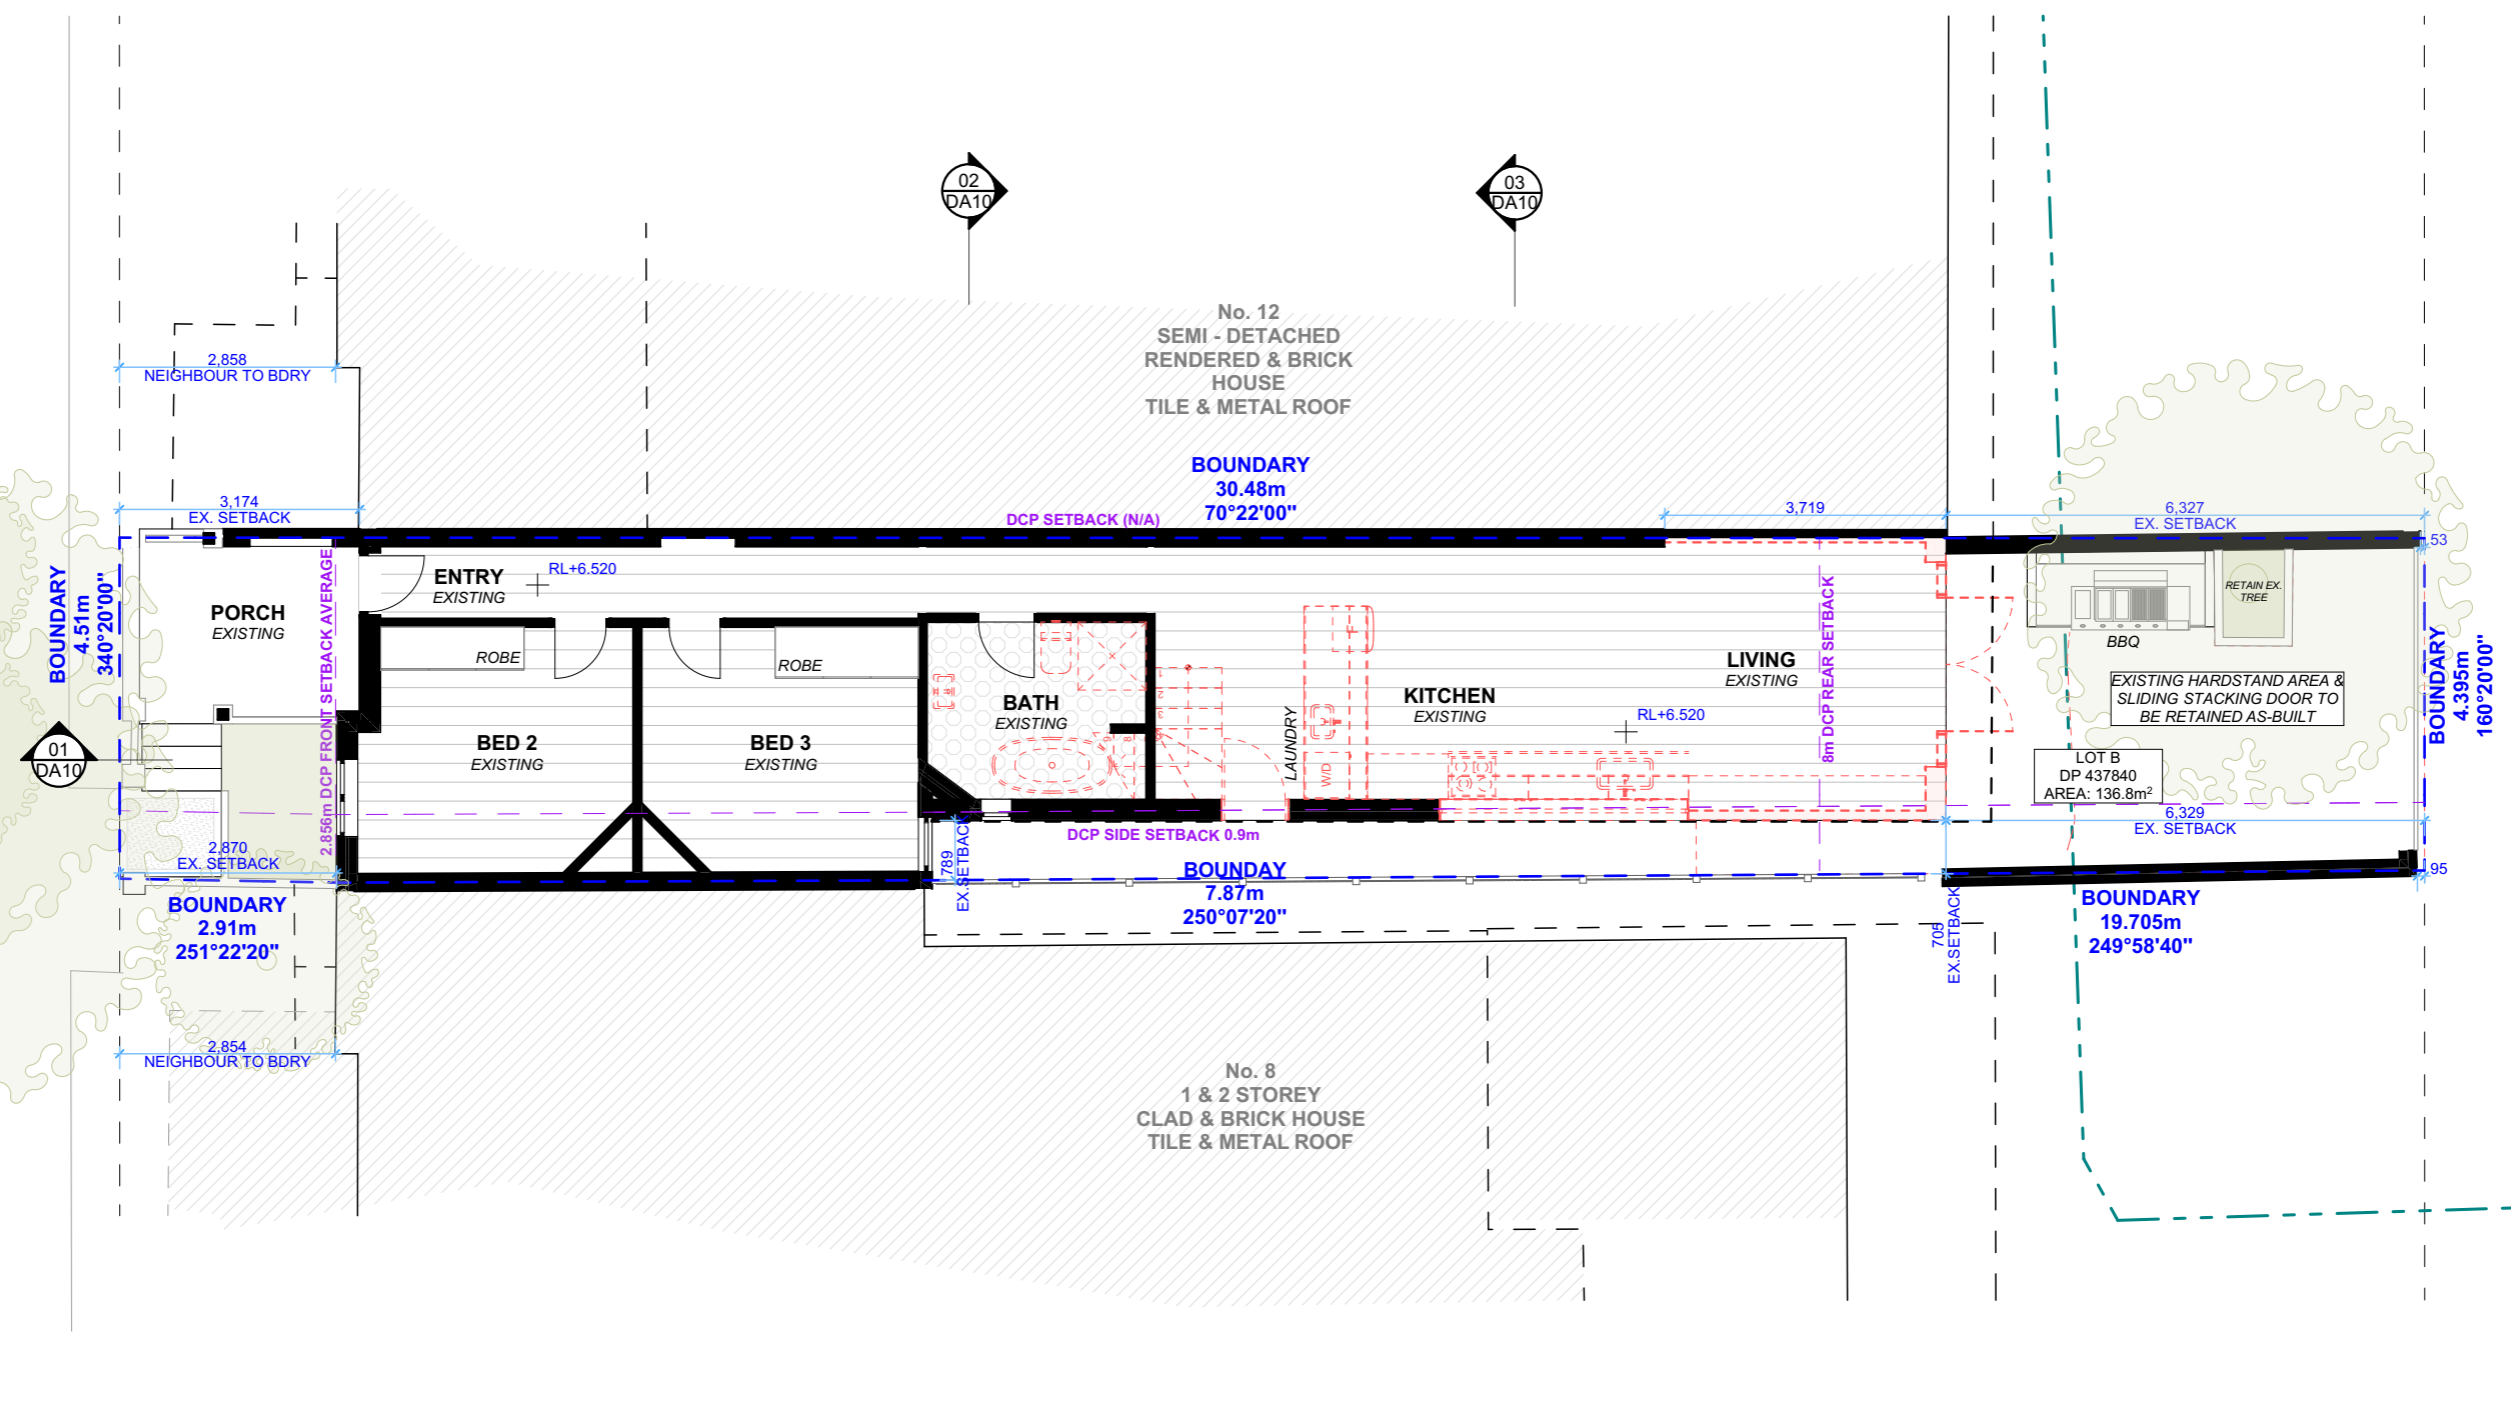 02
DA10
03
DA10
No. 12
SEMI - DETACHED
RENDERED & BRICK
HOUSE
TILE & METAL ROOF
2,858
NEIGHBOUR TO BDRY
BOUNDARY
30.48m
70°22'00"
3,174
EX. SETBACK
DCP SETBACK (N/A)
3,719
6,327
EX. SETBACK
53
BOUNDARY
4.51m
340°20'00"
PORCH
EXISTING
2.856m DCP FRONT SETBACK AVERAGE
ENTRY
EXISTING
RL+6.520
ROBE
ROBE
BED 2
EXISTING
BED 3
EXISTING
BATH
EXISTING
LAUNDRY
W/D
KITCHEN
EXISTING
RL+6.520
LIVING
EXISTING
8m DCP REAR SETBACK
BBQ
RETAIN EX.
TREE
EXISTING HARDSTAND AREA &
SLIDING STACKING DOOR TO
BE RETAINED AS-BUILT
LOT B
DP 437840
AREA: 136.8m²
BOUNDARY
4.395m
160°20'00"
01
DA10
2,870
EX. SETBACK
789
EX.SETBACK
DCP SIDE SETBACK 0.9m
6,329
EX. SETBACK
95
BOUNDARY
2.91m
251°22'20"
BOUNDAY
7.87m
250°07'20"
705
EX.SETBACK
BOUNDARY
19.705m
249°58'40"
2,854
NEIGHBOUR TO BDRY
No. 8
1 & 2 STOREY
CLAD & BRICK HOUSE
TILE & METAL ROOF